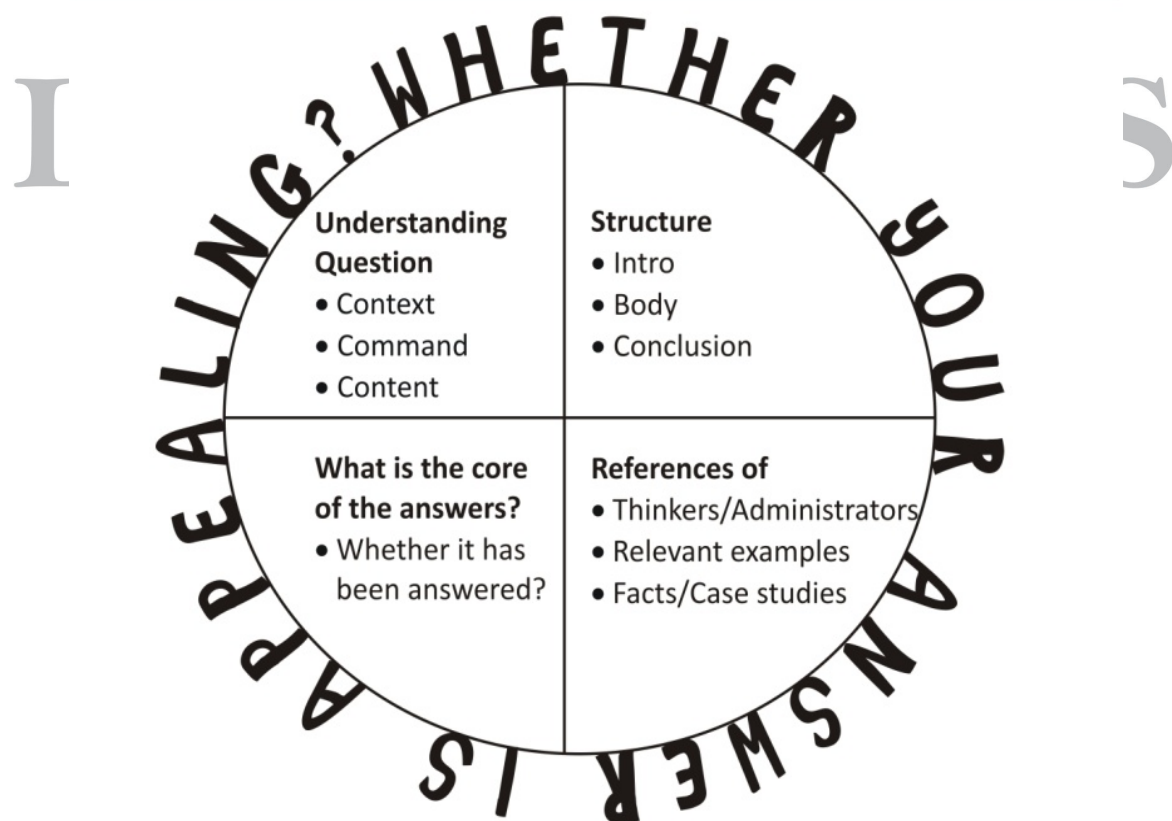 WHETHER YOUR ANSWER IS APPEALING?
I
S
Understanding
Question
• Context
• Command
• Content
Structure
• Intro
• Body
• Conclusion
What is the core
of the answers?
• Whether it has
been answered?
References of
• Thinkers/Administrators
• Relevant examples
• Facts/Case studies